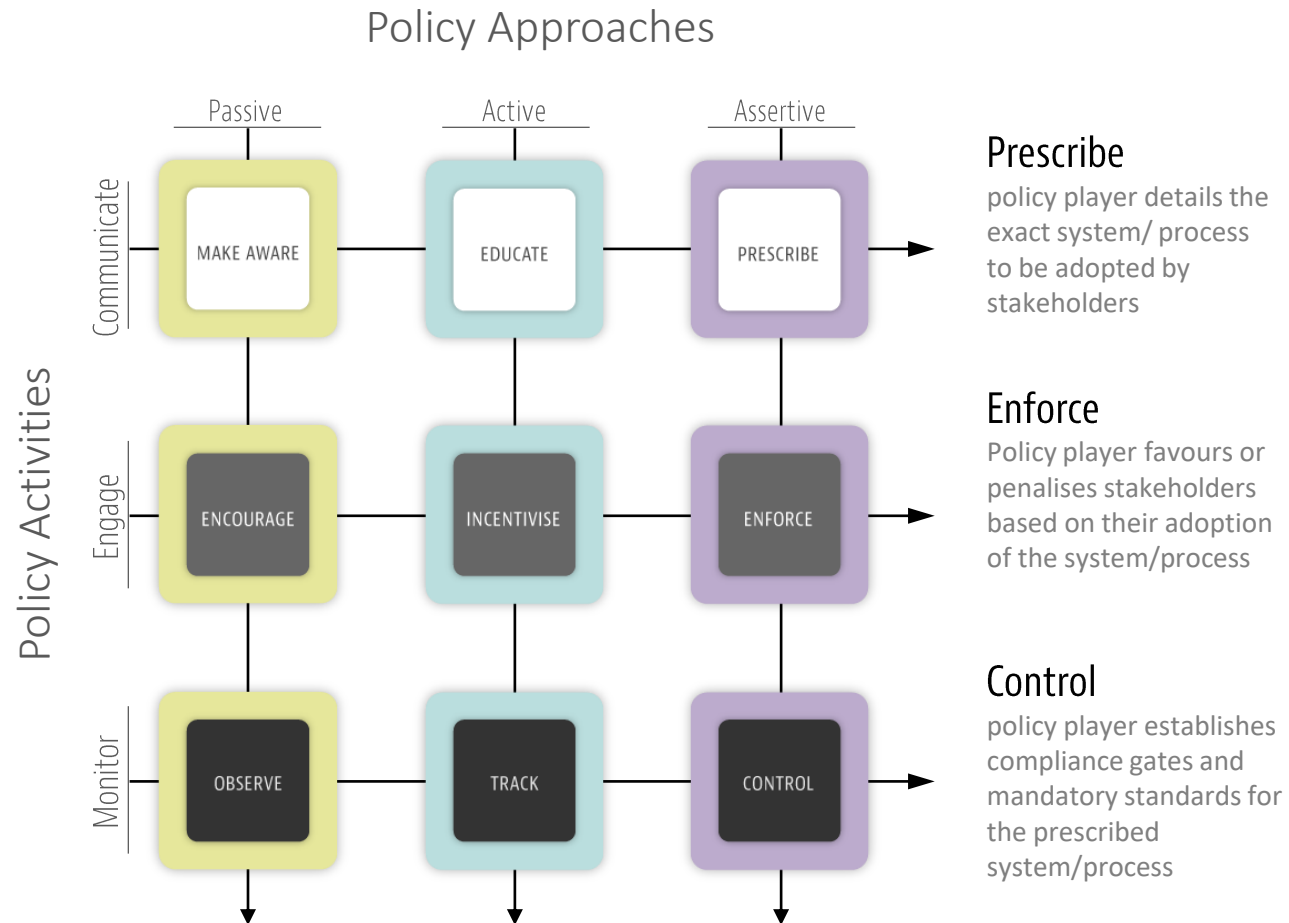 Policy Approaches
Passive
Active
Assertive
Policy Activities
Communicate
MAKE AWARE
EDUCATE
PRESCRIBE
Prescribe
policy player details the
exact system/ process
to be adopted by
stakeholders
Engage
ENCOURAGE
INCENTIVISE
ENFORCE
Enforce
Policy player favours or
penalises stakeholders
based on their adoption
of the system/process
Monitor
OBSERVE
TRACK
CONTROL
Control
policy player establishes
compliance gates and
mandatory standards for
the prescribed
system/process